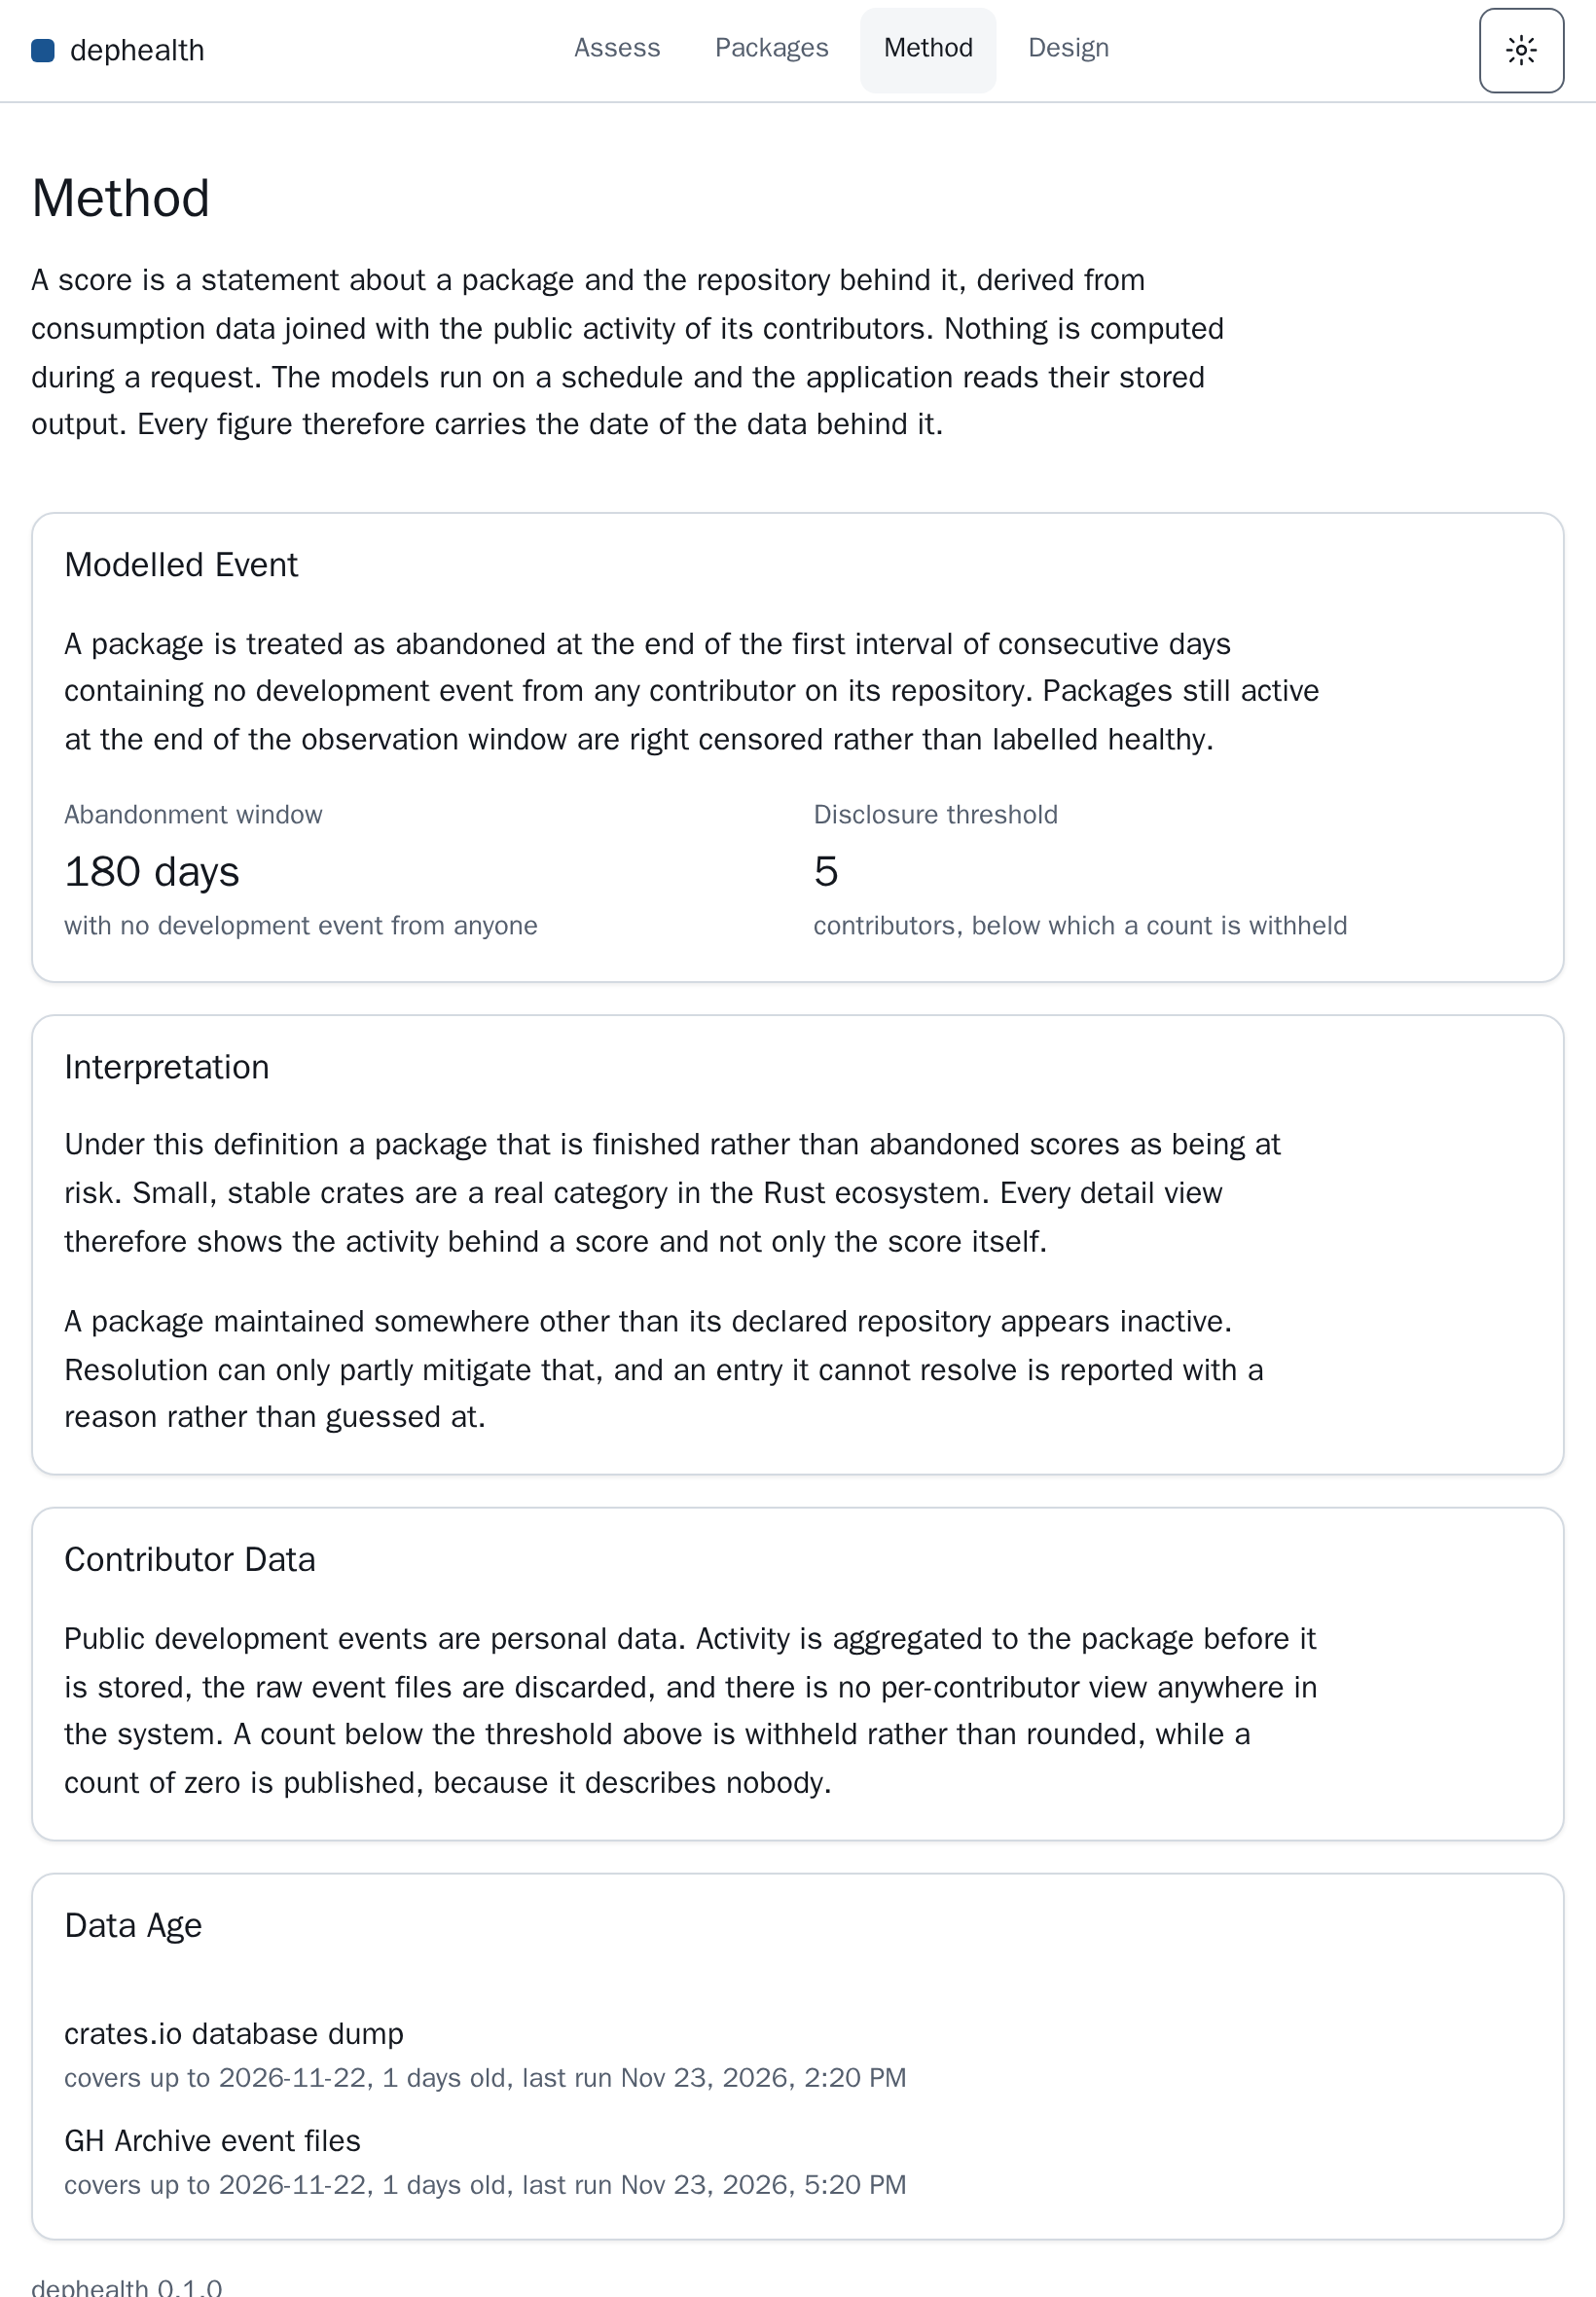 dephealth
Assess
Packages
Method
Design
Method
A score is a statement about a package and the repository behind it, derived from
consumption data joined with the public activity of its contributors. Nothing is computed
during a request. The models run on a schedule and the application reads their stored
output. Every figure therefore carries the date of the data behind it.
Modelled Event
A package is treated as abandoned at the end of the first interval of consecutive days
containing no development event from any contributor on its repository. Packages still active
at the end of the observation window are right censored rather than labelled healthy.
Abandonment window
180 days
with no development event from anyone
Disclosure threshold
5
contributors, below which a count is withheld
Interpretation
Under this definition a package that is finished rather than abandoned scores as being at
risk. Small, stable crates are a real category in the Rust ecosystem. Every detail view
therefore shows the activity behind a score and not only the score itself.
A package maintained somewhere other than its declared repository appears inactive.
Resolution can only partly mitigate that, and an entry it cannot resolve is reported with a
reason rather than guessed at.
Contributor Data
Public development events are personal data. Activity is aggregated to the package before it
is stored, the raw event files are discarded, and there is no per-contributor view anywhere in
the system. A count below the threshold above is withheld rather than rounded, while a
count of zero is published, because it describes nobody.
Data Age
crates.io database dump
covers up to 2026-11-22, 1 days old, last run Nov 23, 2026, 2:20 PM
GH Archive event files
covers up to 2026-11-22, 1 days old, last run Nov 23, 2026, 5:20 PM
dephealth 0.1.0